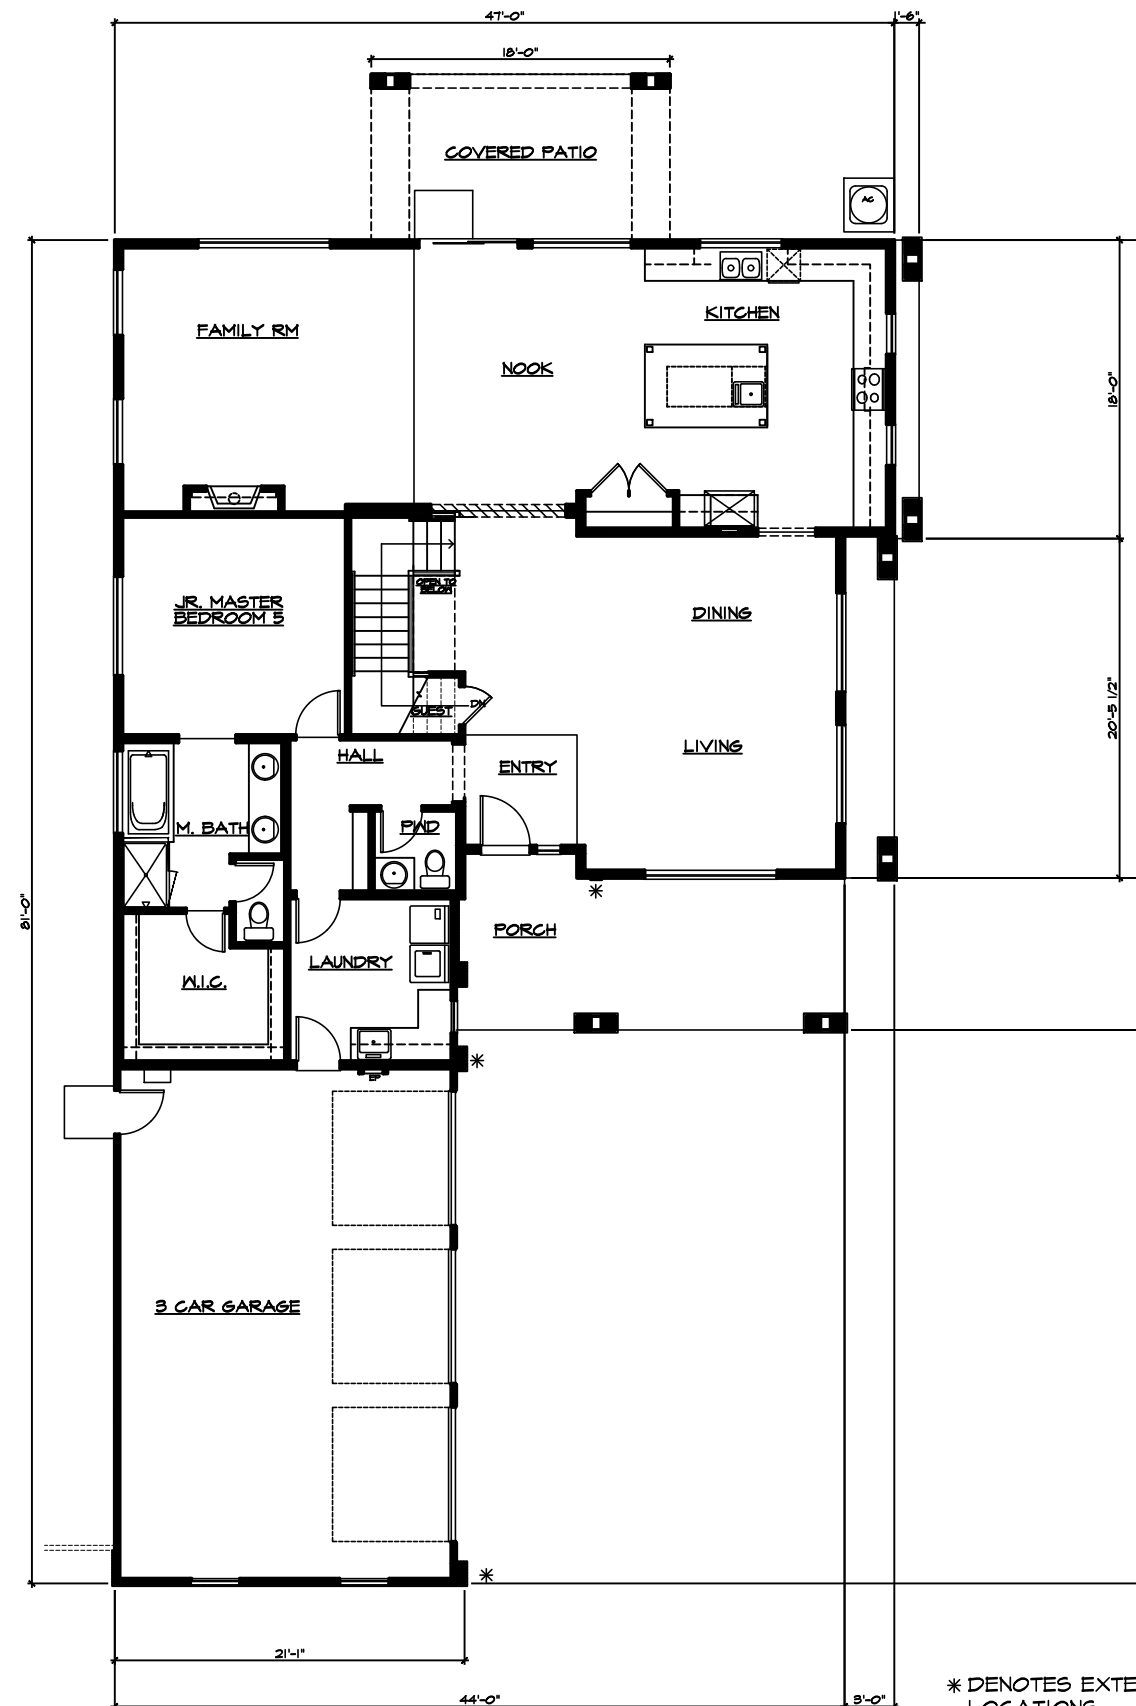 47'-0"
1'-6"
18'-0"
COVERED PATIO
AC
FAMILY RM
KITCHEN
NOOK
18'-0"
OPEN TO
BELOW
JR. MASTER
BEDROOM 5
DINING
GUEST
DN
20'-5 1/2"
HALL
ENTRY
LIVING
M. BATH
PWD
81'-0"
PORCH
LAUNDRY
W.I.C.
EP
3 CAR GARAGE
21'-1"
44'-0"
3'-0"
* DENOTES EXTE
LOCATIONS